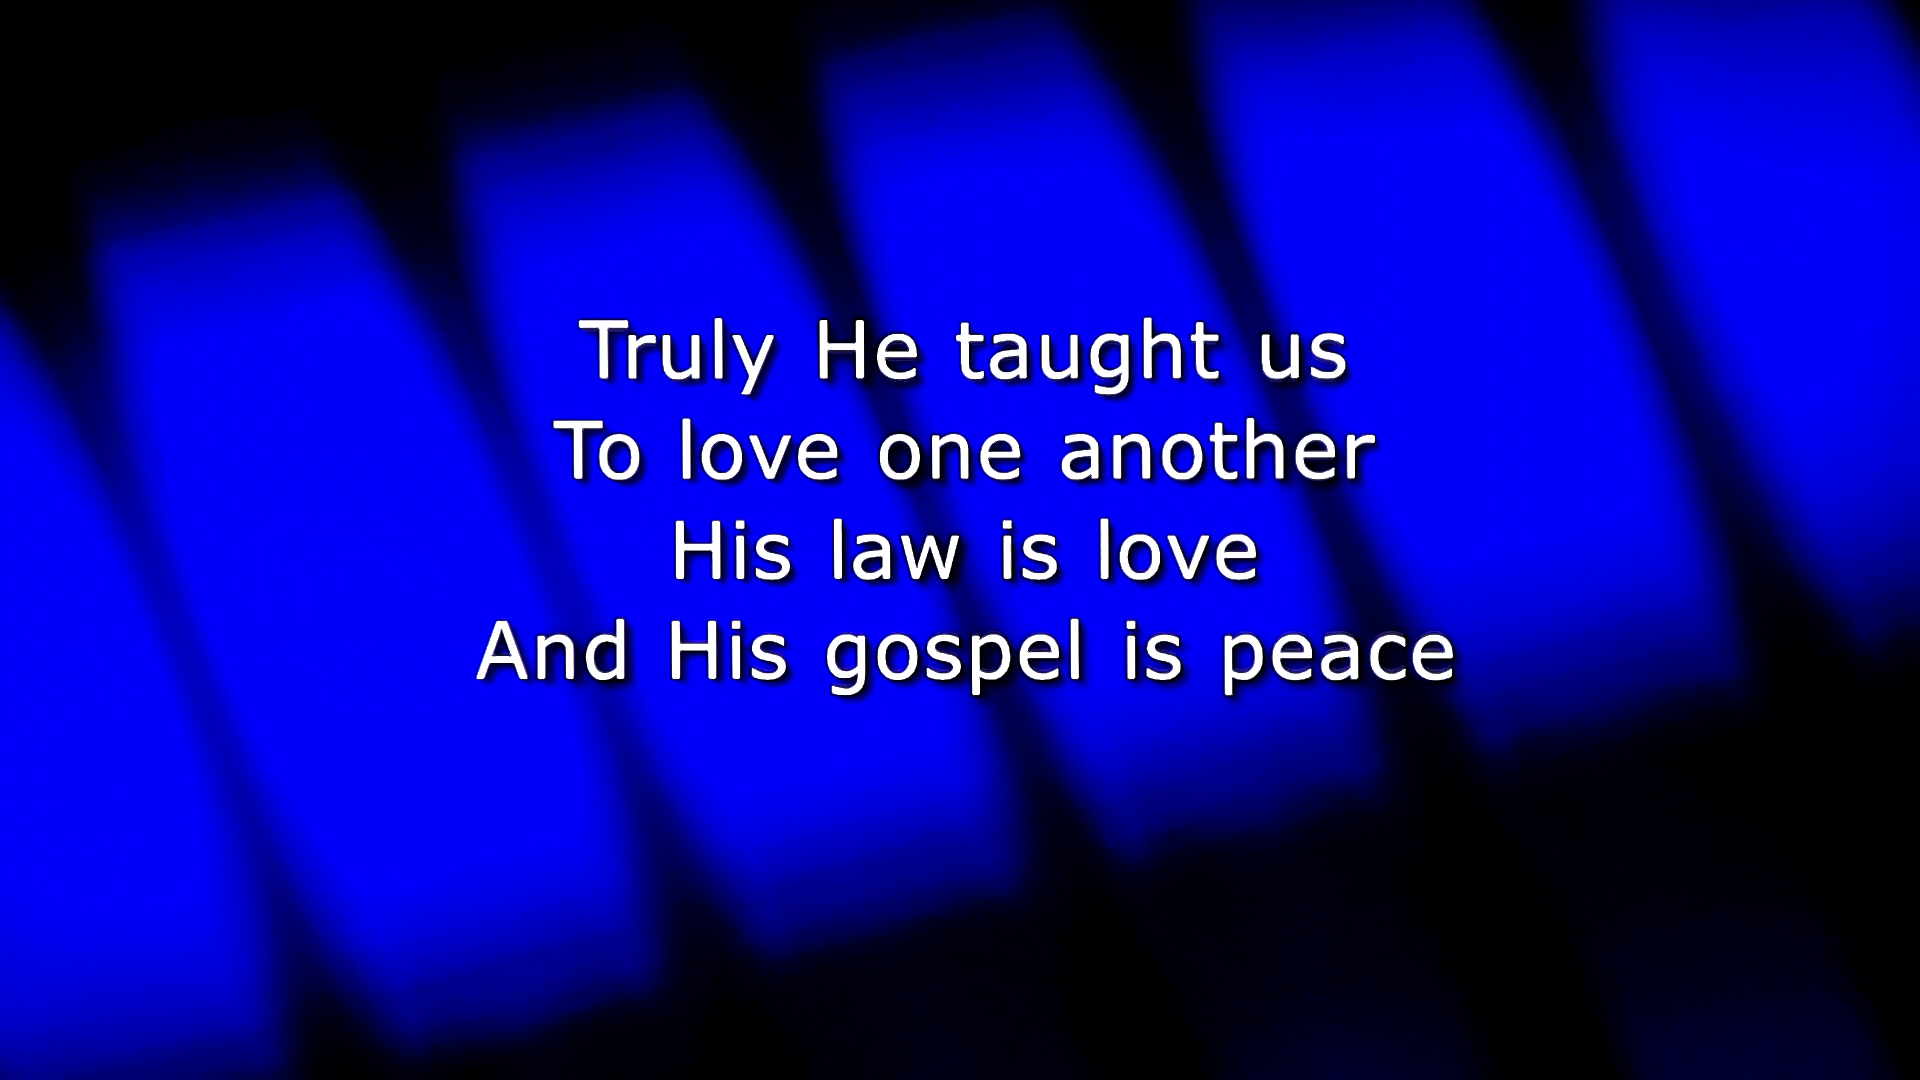 Truly He taught us
To love one another
His law is love
And His gospel is peace